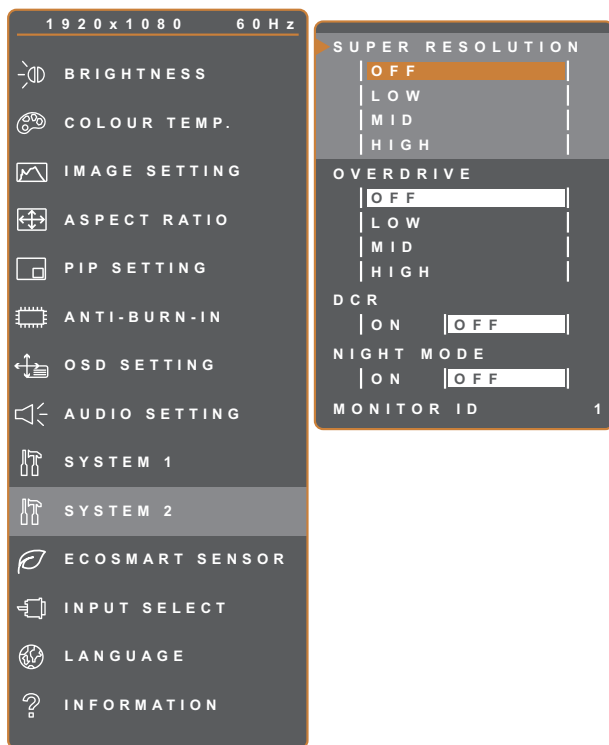 1920x1080 60Hz
BRIGHTNESS
COLOUR TEMP.
IMAGE SETTING
ASPECT RATIO
PIP SETTING
ANTI-BURN-IN
OSD SETTING
AUDIO SETTING
SYSTEM 1
SYSTEM 2
ECOSMART SENSOR
INPUT SELECT
LANGUAGE
INFORMATION
SUPER RESOLUTION
OFF
LOW
MID
HIGH
OVERDRIVE
OFF
LOW
MID
HIGH
DCR
ON OFF
NIGHT MODE
ON OFF
MONITOR ID 1